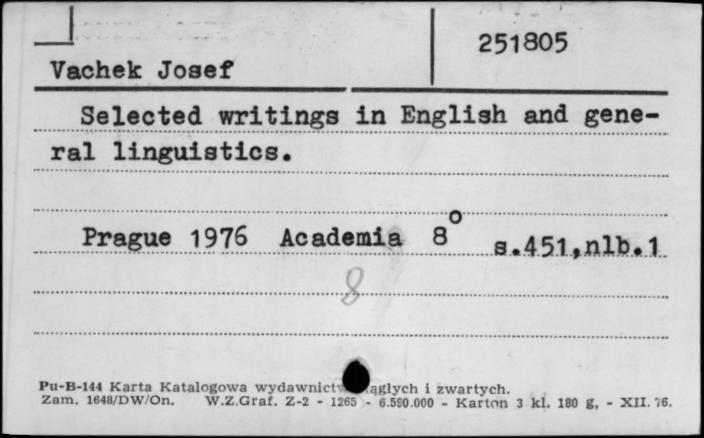 251805
Vachek Josef
Selected writings in English and gene-
ral linguistics.
Prague 1976 Academia 8° s.451,nlb.1
8
Pu-B-144 Karta Katalogowa wydawnict ągłych i zwartych.
Zam. 1648/DW/On. W.Z.Graf. Z-2 - 1265 - 6.590.000 - Karton 3 kl. 180 g, - XII. 76.